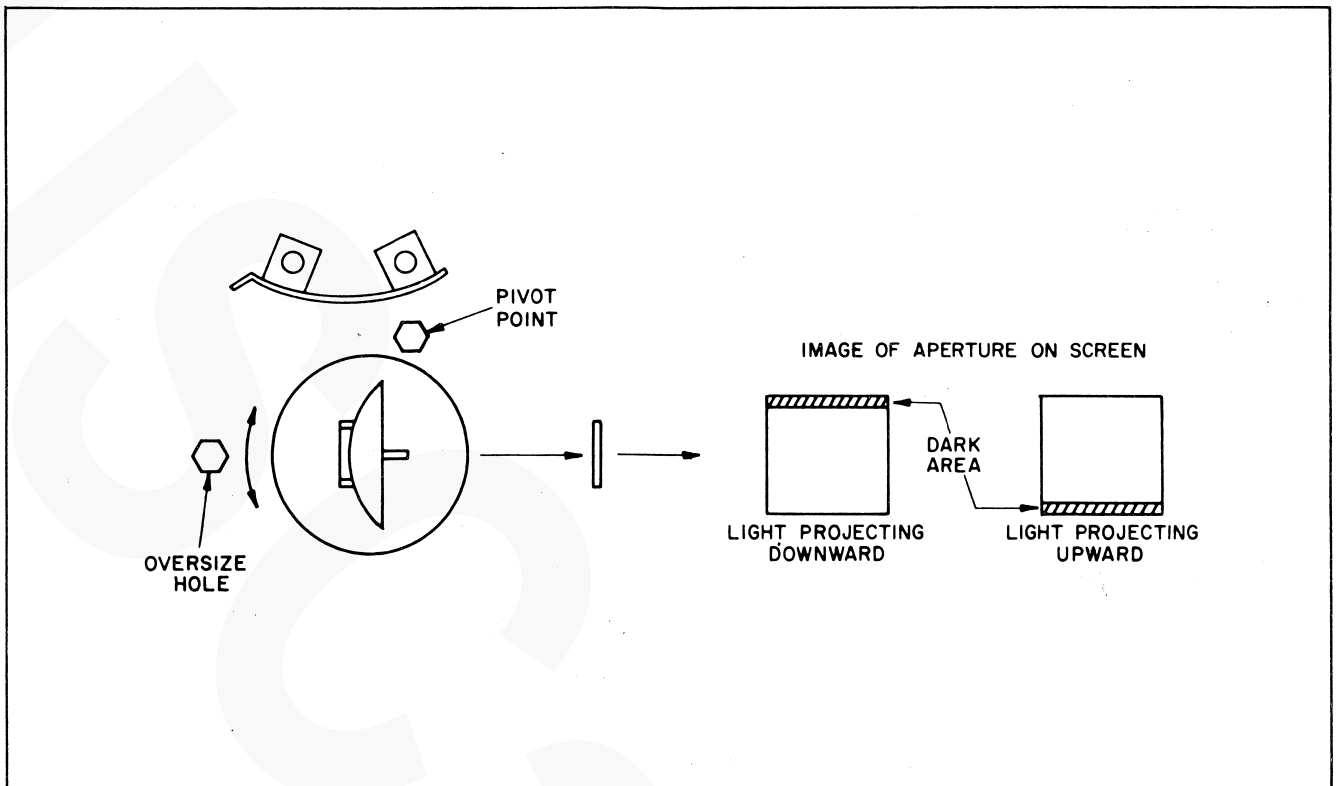 PIVOT
POINT
IMAGE OF APERTURE ON SCREEN
DARK
AREA
LIGHT PROJECTING
DOWNWARD
LIGHT PROJECTING
UPWARD
OVERSIZE
HOLE